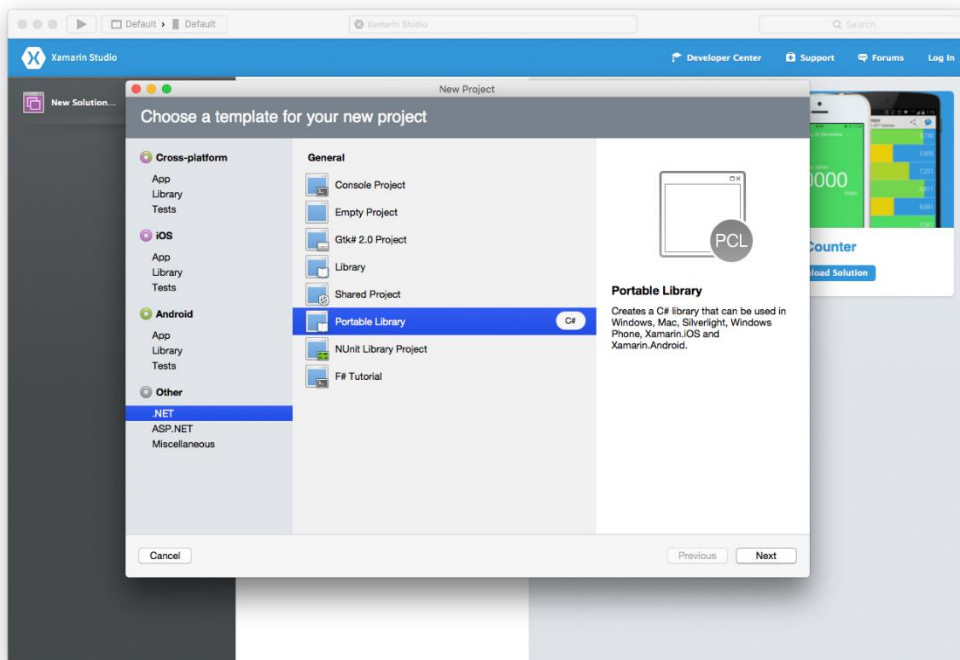 Default › Default
Xamarin Studio
Search
Xamarin Studio
Developer Center
Support
Forums
Log In
New Solution...
New Project
Choose a template for your new project
Cross-platform
App
Library
Tests
iOS
App
Library
Tests
Android
App
Library
Tests
Other
.NET
ASP.NET
Miscellaneous
General
Console Project
Empty Project
Gtk# 2.0 Project
Library
Shared Project
Portable Library
C#
NUnit Library Project
F# Tutorial
PCL
Portable Library
Creates a C# library that can be used in
Windows, Mac, Silverlight, Windows
Phone, Xamarin.iOS and
Xamarin.Android.
0000
Counter
load Solution
Cancel
Previous
Next